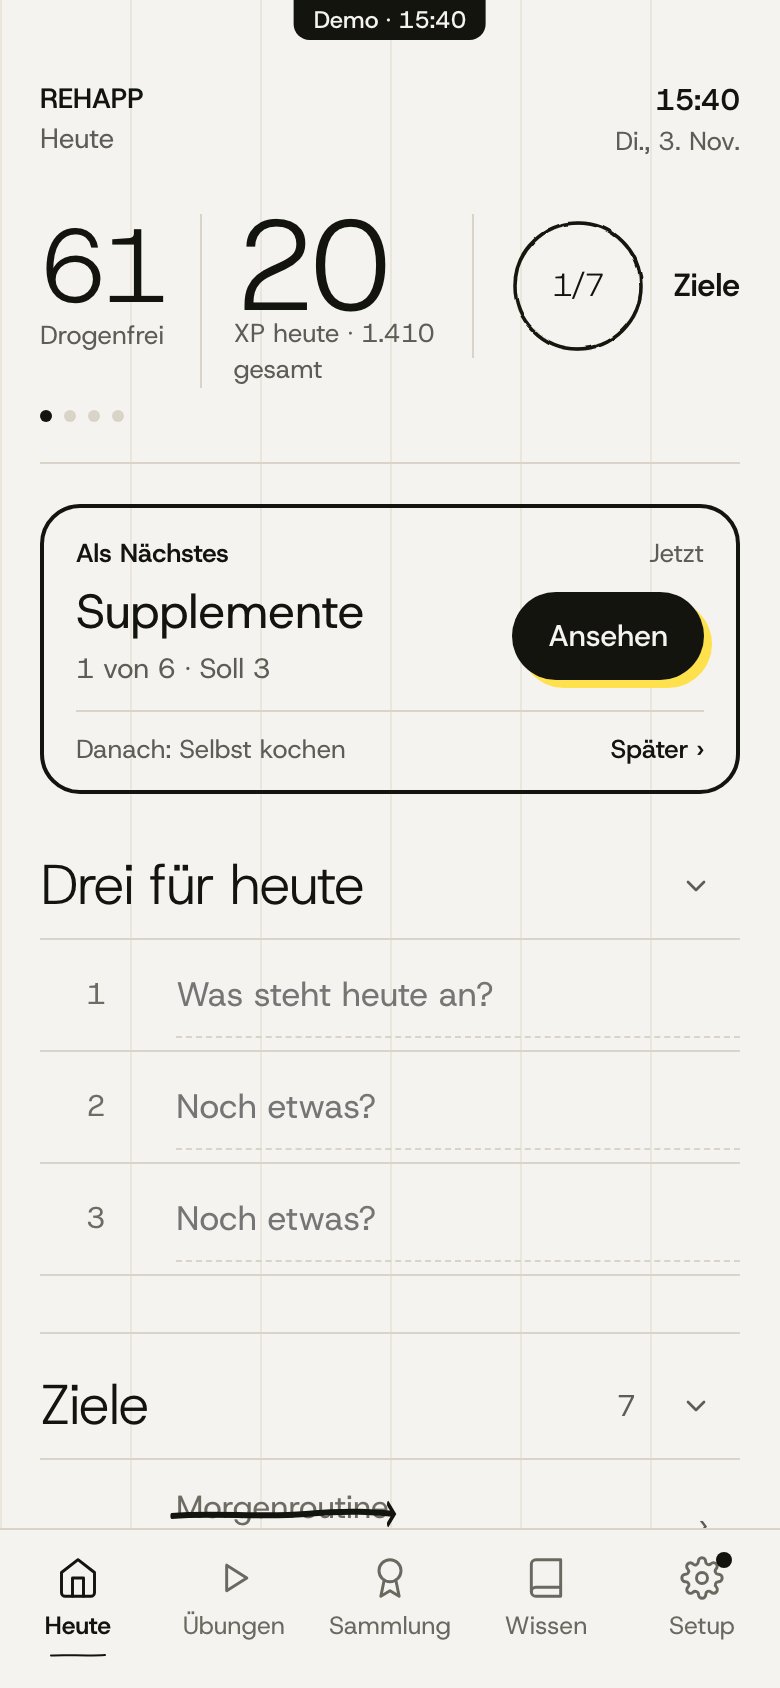 Demo · 15:40
REHAPP
15:40
Heute
Di., 3. Nov.
61
Drogenfrei
20
XP heute · 1.410
gesamt
1/7
Ziele
Als Nächstes
Jetzt
Supplemente
1 von 6 · Soll 3
Ansehen
Danach: Selbst kochen
Später ›
Drei für heute
1
Was steht heute an?
2
Noch etwas?
3
Noch etwas?
Ziele
7
Morgenroutine
Heute
Übungen
Sammlung
Wissen
Setup